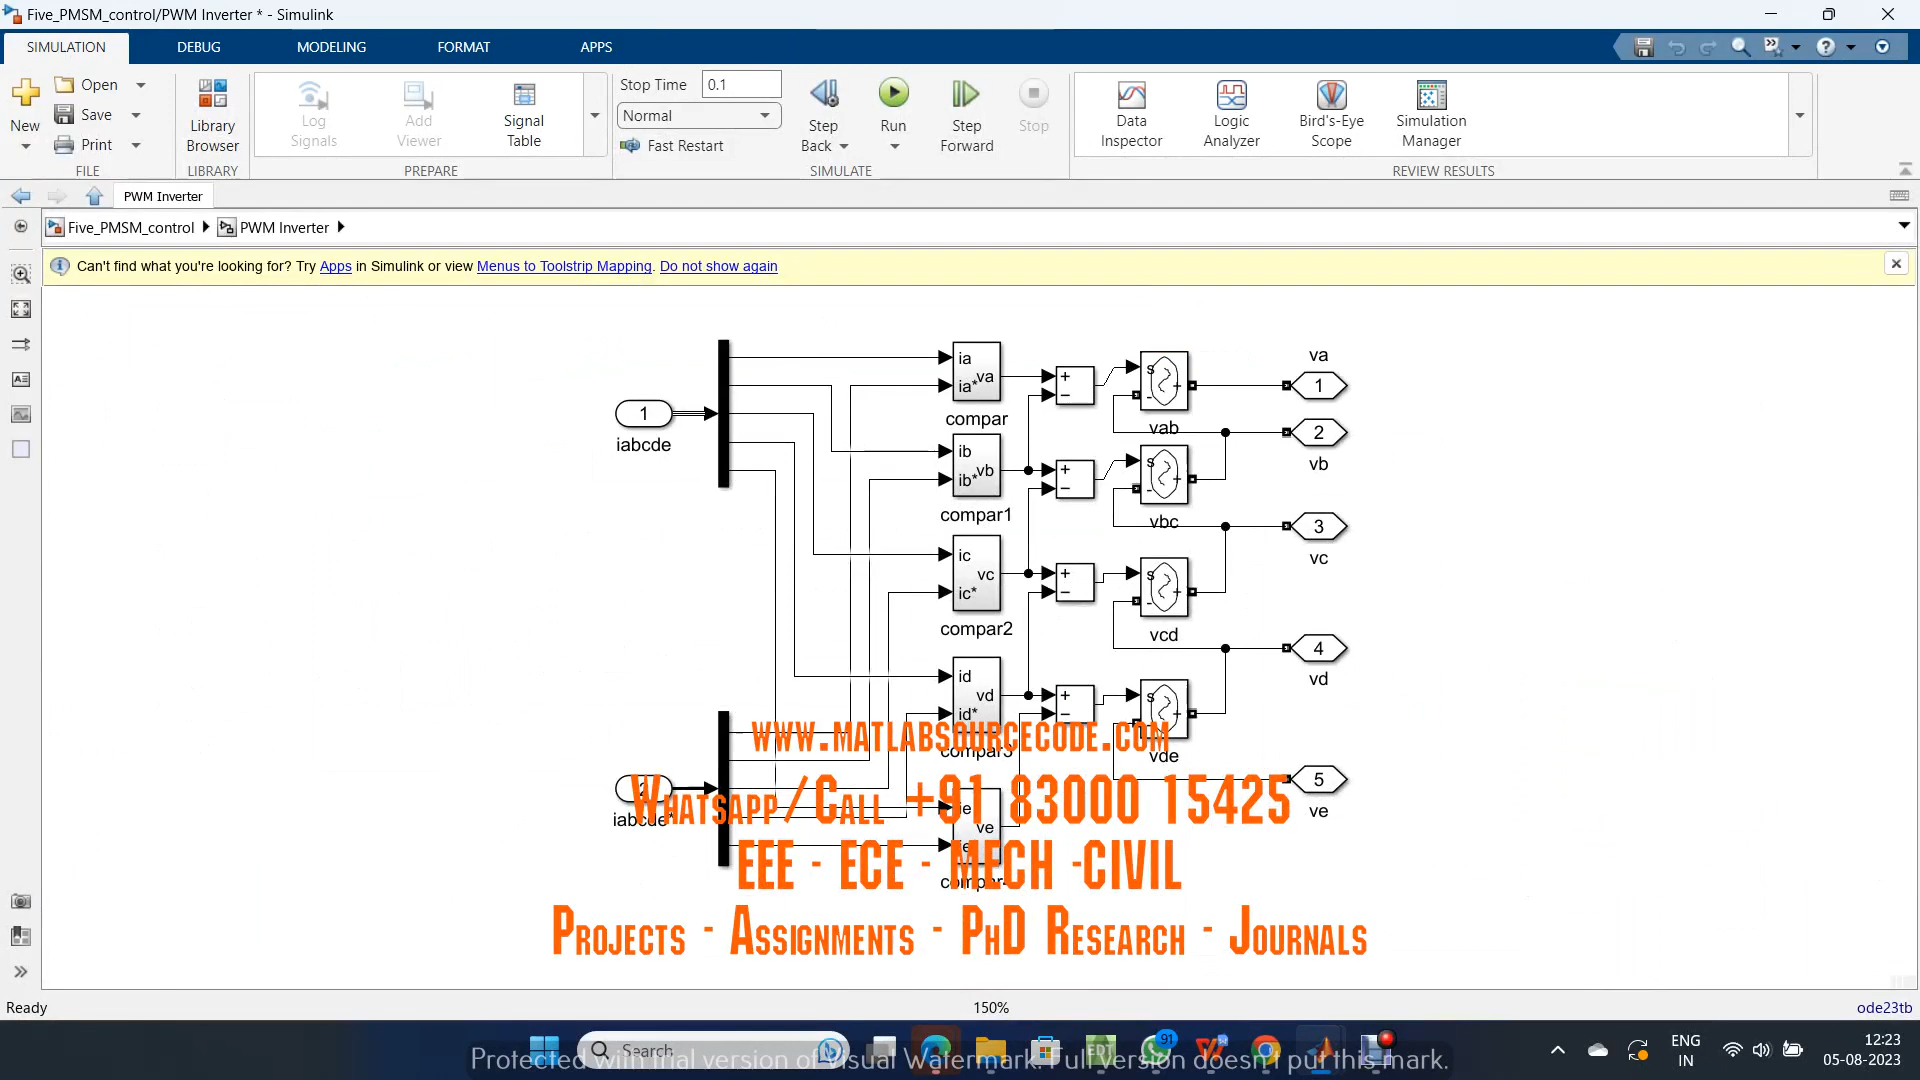 Five_PMSM_control/PWM Inverter * - Simulink
SIMULATION DEBUG MODELING FORMAT APPS
New
Open
Save
Print
FILE
Library Browser
LIBRARY
Log Signals
Add Viewer
Signal Table
PREPARE
Stop Time 0.1
Normal
Fast Restart
Step Back
Run
Step Forward
Stop
SIMULATE
Data Inspector
Logic Analyzer
Bird's-Eye Scope
Simulation Manager
REVIEW RESULTS
PWM Inverter
Five_PMSM_control PWM Inverter
Can't find what you're looking for? Try Apps in Simulink or view Menus to Toolstrip Mapping. Do not show again
1
iabcde
ia
ia*
va
compar
ib
ib*
vb
compar1
ic
ic*
vc
compar2
id
id*
vd
compar3
ie
ve
s
- +
vab
s
- +
vbc
s
- +
vcd
s
+
vde
va
1
2
vb
3
vc
4
vd
5
ve
iabcde*
www.matlabsourcecode.com
Whatsapp/Call +91 83000 15425
EEE - ECE - MECH -CIVIL
Projects - Assignments - PhD Research - Journals
Ready 150% ode23tb
Search
91
EDT
ENG
IN
12:23
05-08-2023
Protected with trial version of Visual Watermark. Full version doesn't put this mark.